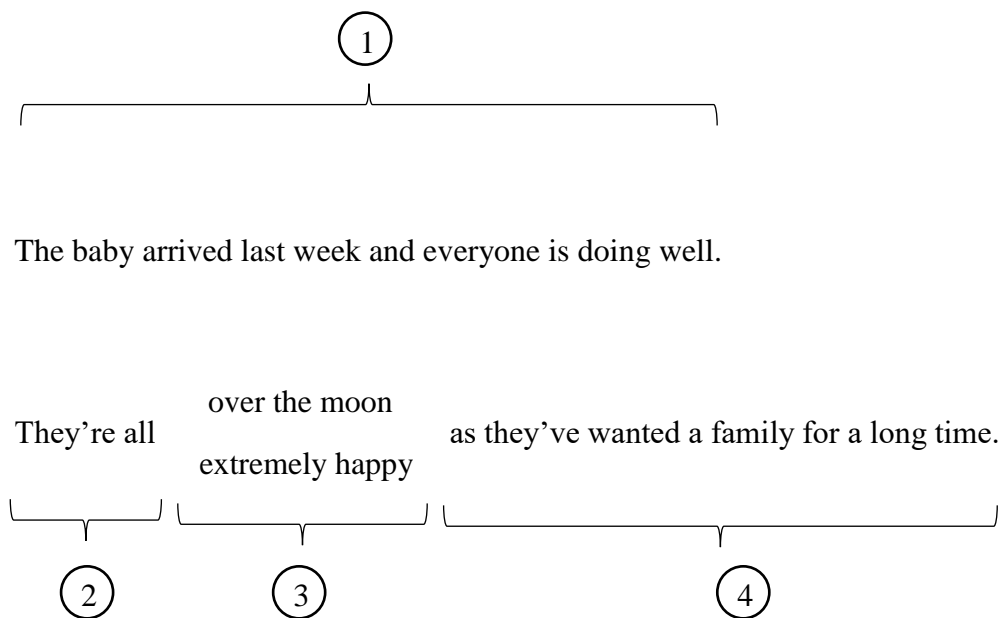 1
The baby arrived last week and everyone is doing well.
over the moon
They’re all
as they’ve wanted a family for a long time.
extremely happy
2
3
4